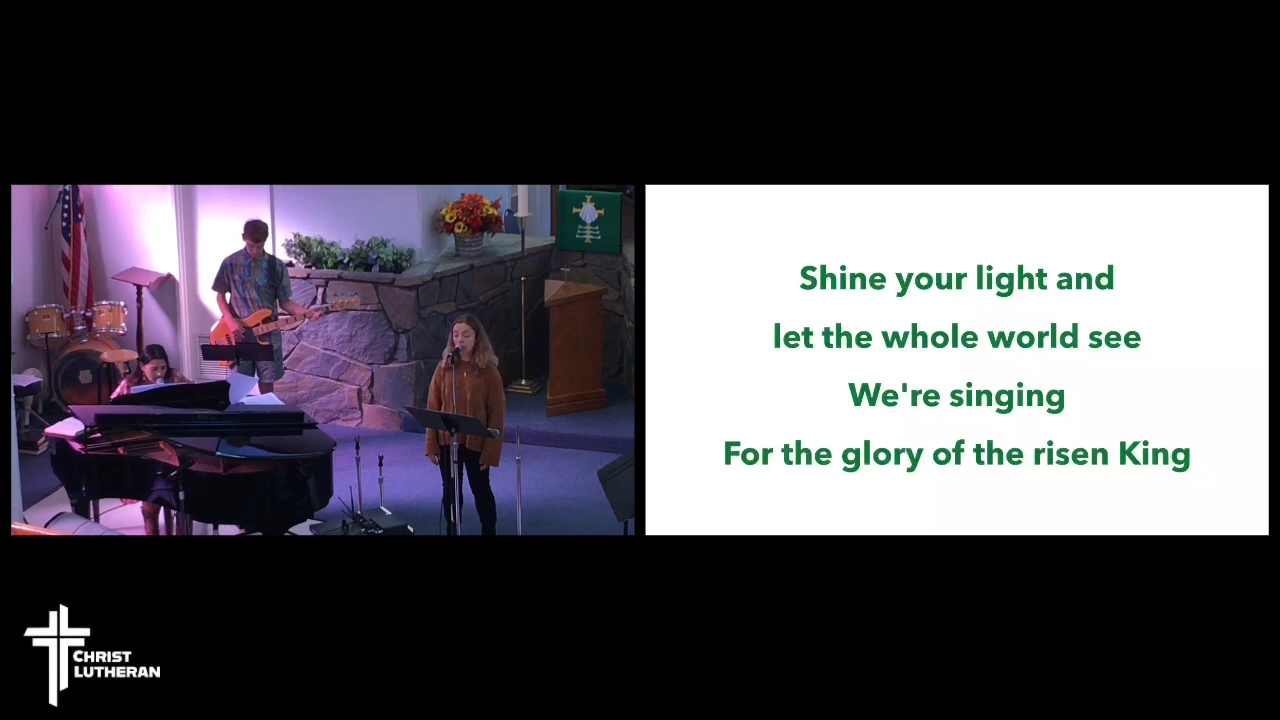 Shine your light and
let the whole world see
We're singing
For the glory of the risen King
CHRIST
LUTHERAN